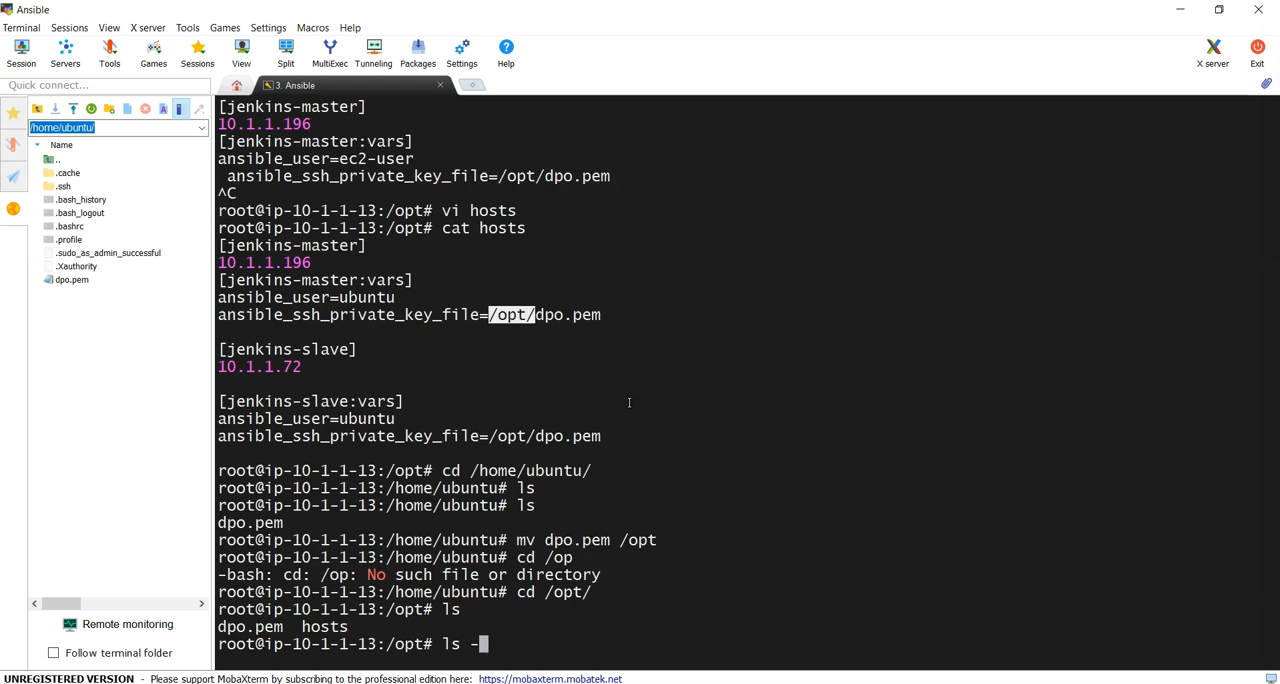 Ansible
Terminal Sessions View X server Tools Games Settings Macros Help
Session Servers Tools Games Sessions View Split MultiExec Tunneling Packages Settings Help X server Exit
Quick connect...
3. Ansible
/home/ubuntu/
Name
..
.cache
.ssh
.bash_history
.bash_logout
.bashrc
.profile
.sudo_as_admin_successful
.Xauthority
dpo.pem
Remote monitoring
Follow terminal folder
[jenkins-master]
10.1.1.196
[jenkins-master:vars]
ansible_user=ec2-user
 ansible_ssh_private_key_file=/opt/dpo.pem
^C
root@ip-10-1-1-13:/opt# vi hosts
root@ip-10-1-1-13:/opt# cat hosts
[jenkins-master]
10.1.1.196
[jenkins-master:vars]
ansible_user=ubuntu
ansible_ssh_private_key_file=/opt/dpo.pem
[jenkins-slave]
10.1.1.72
[jenkins-slave:vars]
ansible_user=ubuntu
ansible_ssh_private_key_file=/opt/dpo.pem
root@ip-10-1-1-13:/opt# cd /home/ubuntu/
root@ip-10-1-1-13:/home/ubuntu# ls
root@ip-10-1-1-13:/home/ubuntu# ls
dpo.pem
root@ip-10-1-1-13:/home/ubuntu# mv dpo.pem /opt
root@ip-10-1-1-13:/home/ubuntu# cd /op
-bash: cd: /op: No such file or directory
root@ip-10-1-1-13:/home/ubuntu# cd /opt/
root@ip-10-1-1-13:/opt# ls
dpo.pem  hosts
root@ip-10-1-1-13:/opt# ls -
UNREGISTERED VERSION - Please support MobaXterm by subscribing to the professional edition here: https://mobaxterm.mobatek.net